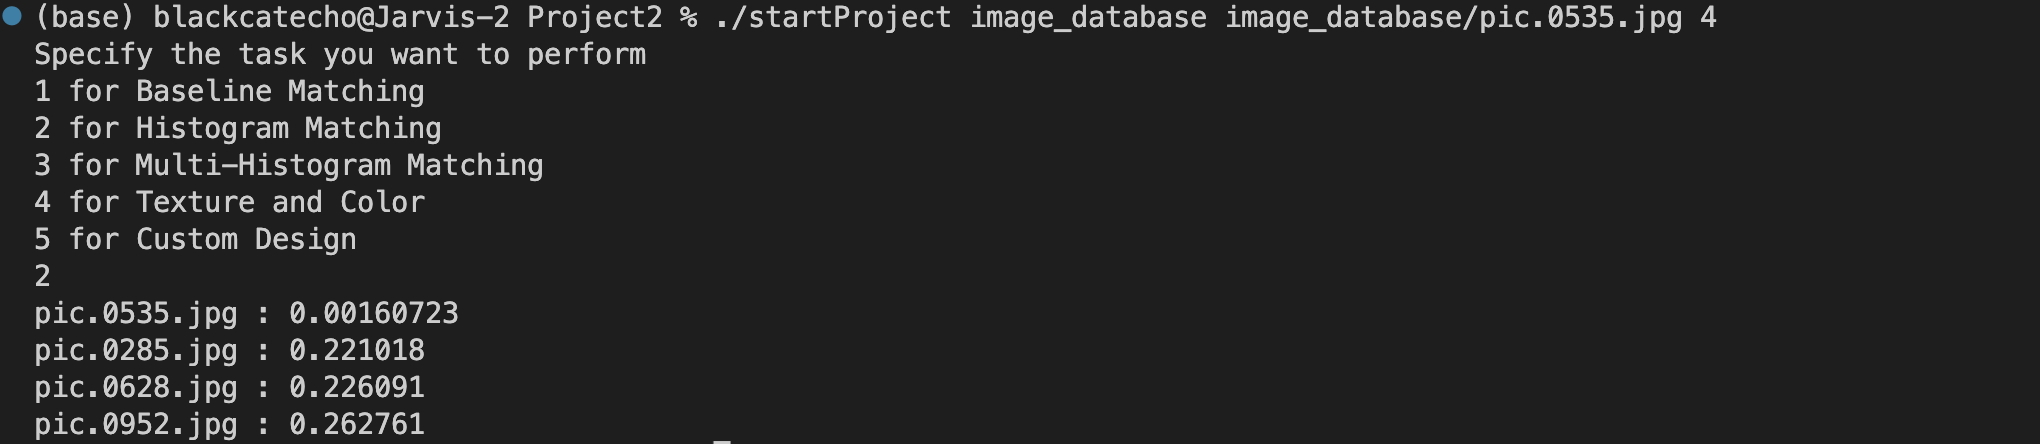 (base) blackcatecho@Jarvis-2 Project2 % ./startProject image_database image_database/pic.0535.jpg 4
Specify the task you want to perform
1 for Baseline Matching
2 for Histogram Matching
3 for Multi-Histogram Matching
4 for Texture and Color
5 for Custom Design
2
pic.0535.jpg : 0.00160723
pic.0285.jpg : 0.221018
pic.0628.jpg : 0.226091
pic.0952.jpg : 0.262761